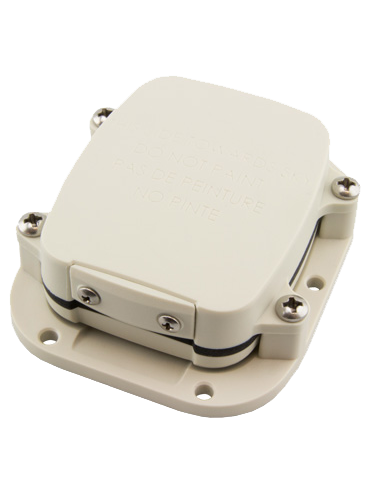 DO NOT PAINT
PAS DE PEINTURE
NO PINTE